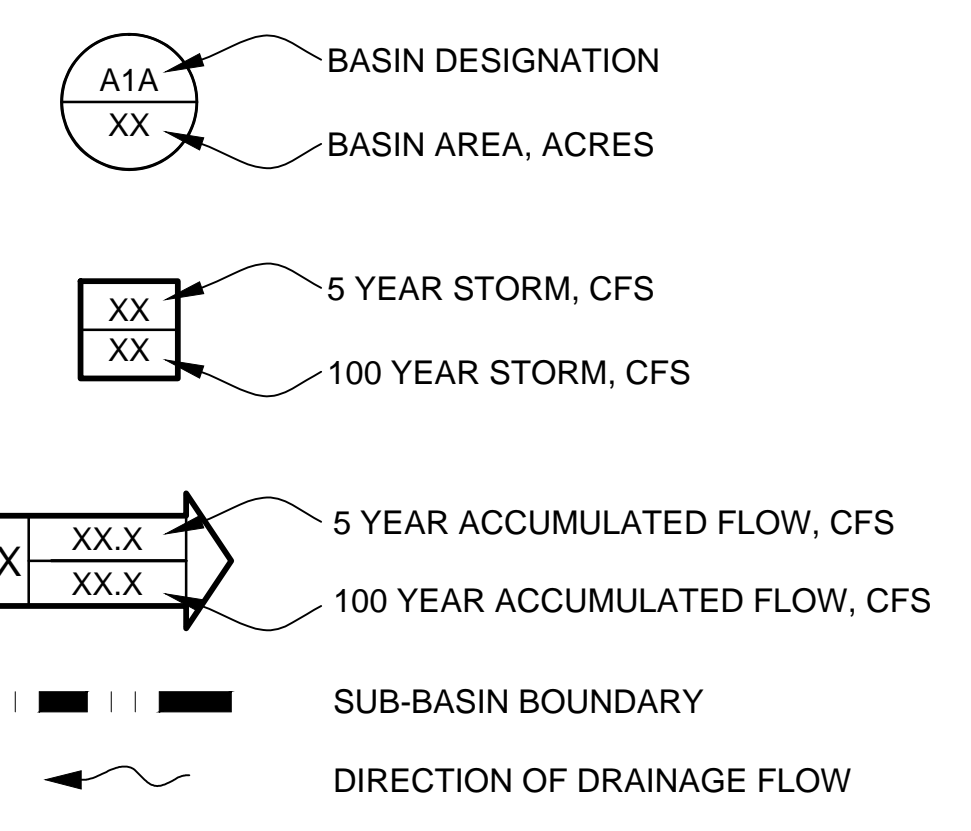 A1A
XX
BASIN DESIGNATION
BASIN AREA, ACRES
XX
XX
5 YEAR STORM, CFS
100 YEAR STORM, CFS
X
XX.X
XX.X
5 YEAR ACCUMULATED FLOW, CFS
100 YEAR ACCUMULATED FLOW, CFS
SUB-BASIN BOUNDARY
DIRECTION OF DRAINAGE FLOW